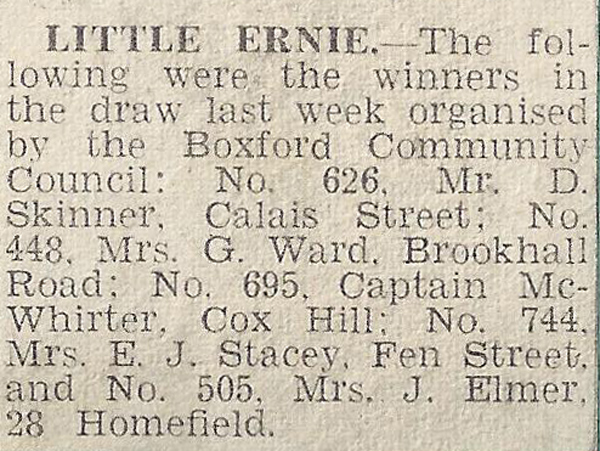 LITTLE ERNIE.—The fol-
lowing were the winners in
the draw last week organised
by the Boxford Community
Council: No. 626, Mr. D.
Skinner, Calais Street; No.
448, Mrs. G. Ward, Brookhall
Road; No. 695, Captain Mc-
Whirter, Cox Hill; No. 744,
Mrs. E. J. Stacey, Fen Street,
and No. 505, Mrs. J. Elmer,
28 Homefield.